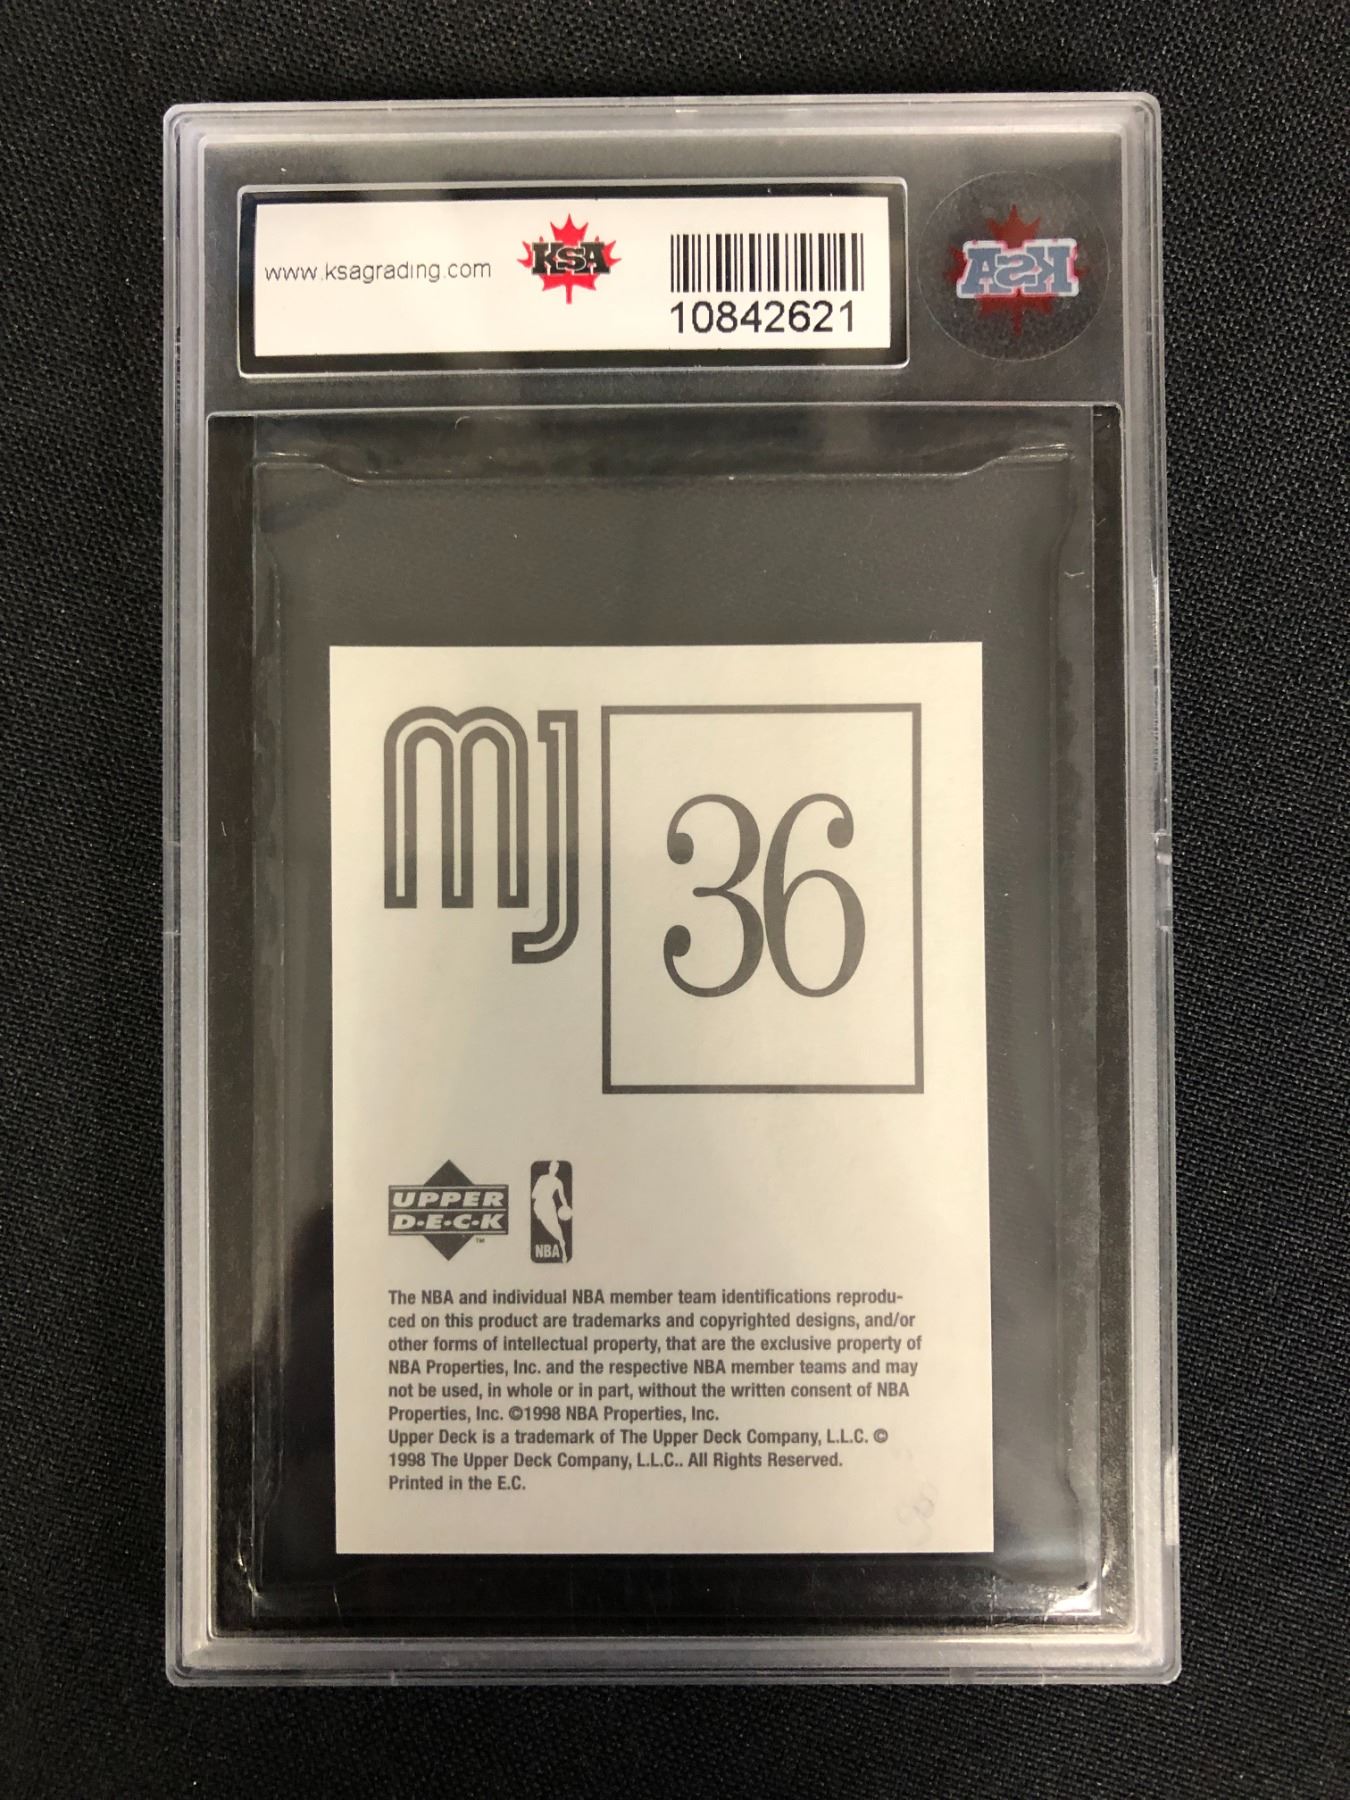 www.ksagrading.com
KSA
10842621
KSA
MJ
36
UPPER
D·E·C·K
™
NBA
The NBA and individual NBA member team identifications reprodu-
ced on this product are trademarks and copyrighted designs, and/or
other forms of intellectual property, that are the exclusive property of
NBA Properties, Inc. and the respective NBA member teams and may
not be used, in whole or in part, without the written consent of NBA
Properties, Inc. ©1998 NBA Properties, Inc.
Upper Deck is a trademark of The Upper Deck Company, L.L.C. ©
1998 The Upper Deck Company, L.L.C.. All Rights Reserved.
Printed in the E.C.